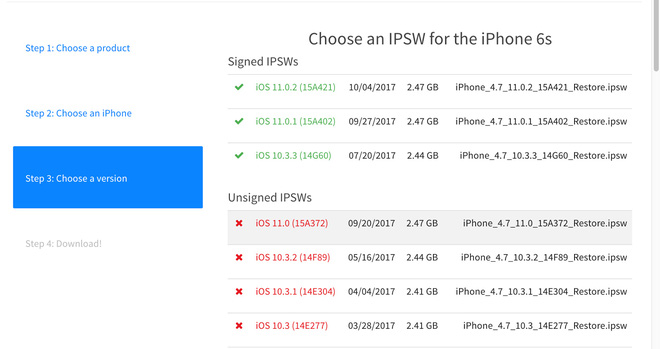 Choose an IPSW for the iPhone 6s
Step 1: Choose a product
Step 2: Choose an iPhone
Step 3: Choose a version
Step 4: Download!
Signed IPSWs
iOS 11.0.2 (15A421) 10/04/2017 2.47 GB iPhone_4.7_11.0.2_15A421_Restore.ipsw
iOS 11.0.1 (15A402) 09/27/2017 2.47 GB iPhone_4.7_11.0.1_15A402_Restore.ipsw
iOS 10.3.3 (14G60) 07/20/2017 2.44 GB iPhone_4.7_10.3.3_14G60_Restore.ipsw
Unsigned IPSWs
iOS 11.0 (15A372) 09/20/2017 2.47 GB iPhone_4.7_11.0_15A372_Restore.ipsw
iOS 10.3.2 (14F89) 05/16/2017 2.44 GB iPhone_4.7_10.3.2_14F89_Restore.ipsw
iOS 10.3.1 (14E304) 04/04/2017 2.41 GB iPhone_4.7_10.3.1_14E304_Restore.ipsw
iOS 10.3 (14E277) 03/28/2017 2.41 GB iPhone_4.7_10.3_14E277_Restore.ipsw